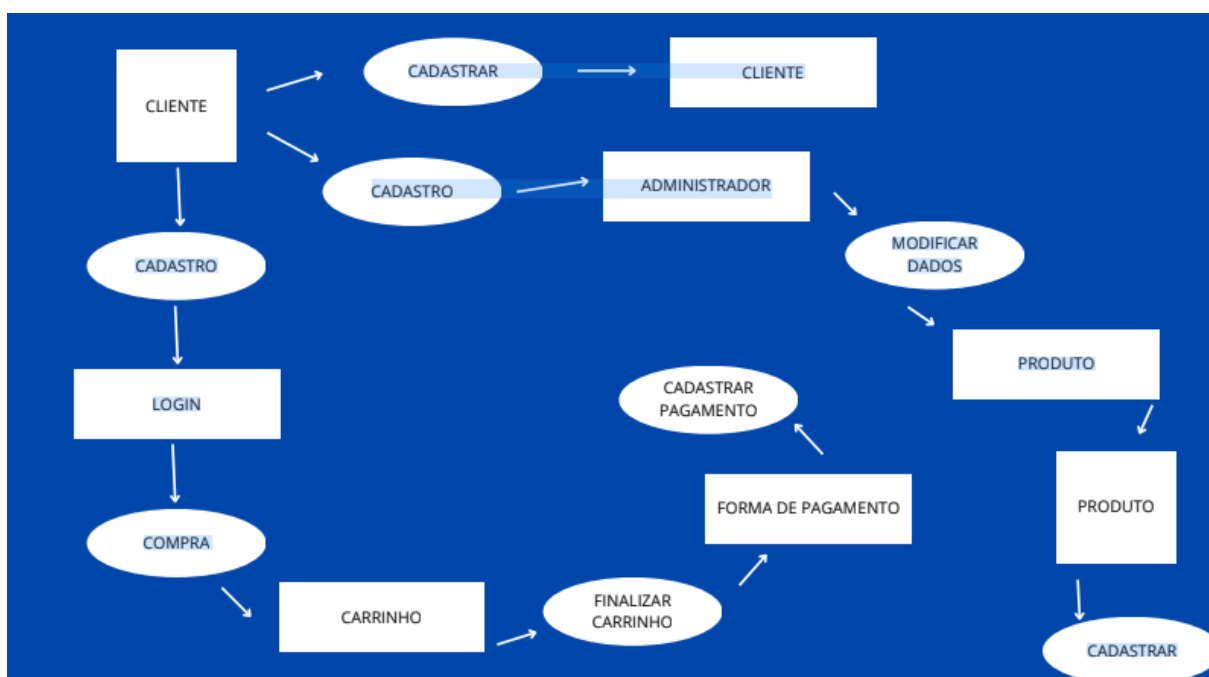 CADASTRAR
CLIENTE
CLIENTE
CADASTRO
ADMINISTRADOR
MODIFICAR
DADOS
CADASTRO
PRODUTO
LOGIN
CADASTRAR
PAGAMENTO
FORMA DE PAGAMENTO
PRODUTO
COMPRA
CARRINHO
FINALIZAR
CARRINHO
CADASTRAR